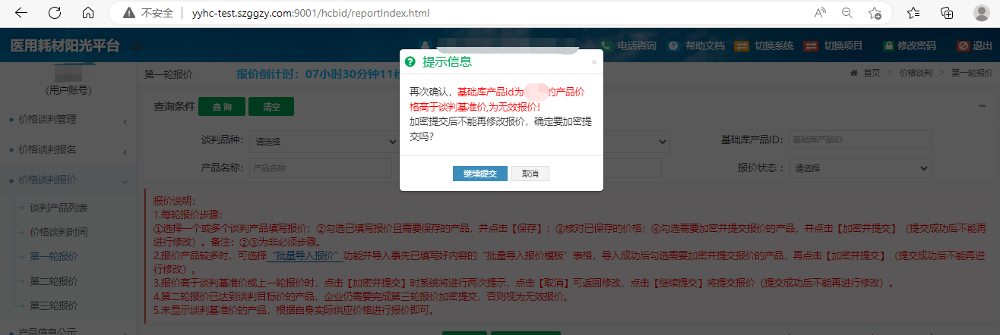 不安全 yyhc-test.szggzy.com:9001/hcbid/reportIndex.html
医用耗材阳光平台 电话咨询 帮助文档 切换系统 切换项目 修改密码 退出
(用户账号)
价格谈判管理
价格谈判报名
价格谈判报价
谈判产品列表
价格谈判时间
第一轮报价
第二轮报价
第三轮报价
产品信息公示
第一轮报价 报价倒计时：07小时30分钟11秒
首页 > 价格谈判 > 第一轮报价
查询条件 查 询 清空
谈判品种： 请选择
基础库产品ID： 基础库产品ID
产品名称： 产品名称
报价状态： 请选择
提示信息 ×
再次确认，基础库产品id为 的产品价
格高于谈判基准价,为无效报价！
加密提交后不能再修改报价，确定要加密提
交吗？
继续提交 取消
报价说明：
1.每轮报价步骤：
①选择一个或多个谈判产品填写报价；②勾选已填写报价且需要保存的产品，并点击【保存】；③核对已保存的价格；④勾选需要加密并提交报价的产品，并点击【加密并提交】（提交成功后不能再
进行修改）。备注：②③为非必须步骤。
2.报价产品较多时，可选择“批量导入报价”功能并导入事先已填写好内容的“批量导入报价模板”表格，导入成功后勾选需要加密并提交报价的产品，再点击【加密并提交】（提交成功后不能再进
行修改）。
3.报价高于谈判基准价或上一轮报价时，点击【加密并提交】时系统将进行两次提示，点击【取消】可返回修改，点击【继续提交】将提交报价（提交成功后不能再进行修改）。
4.第二轮报价已达到谈判目标价的产品，企业仍需要完成第三轮报价加密提交，否则视为无效报价。
5.未显示谈判基准价的产品，根据自身实际供应价格进行报价即可。